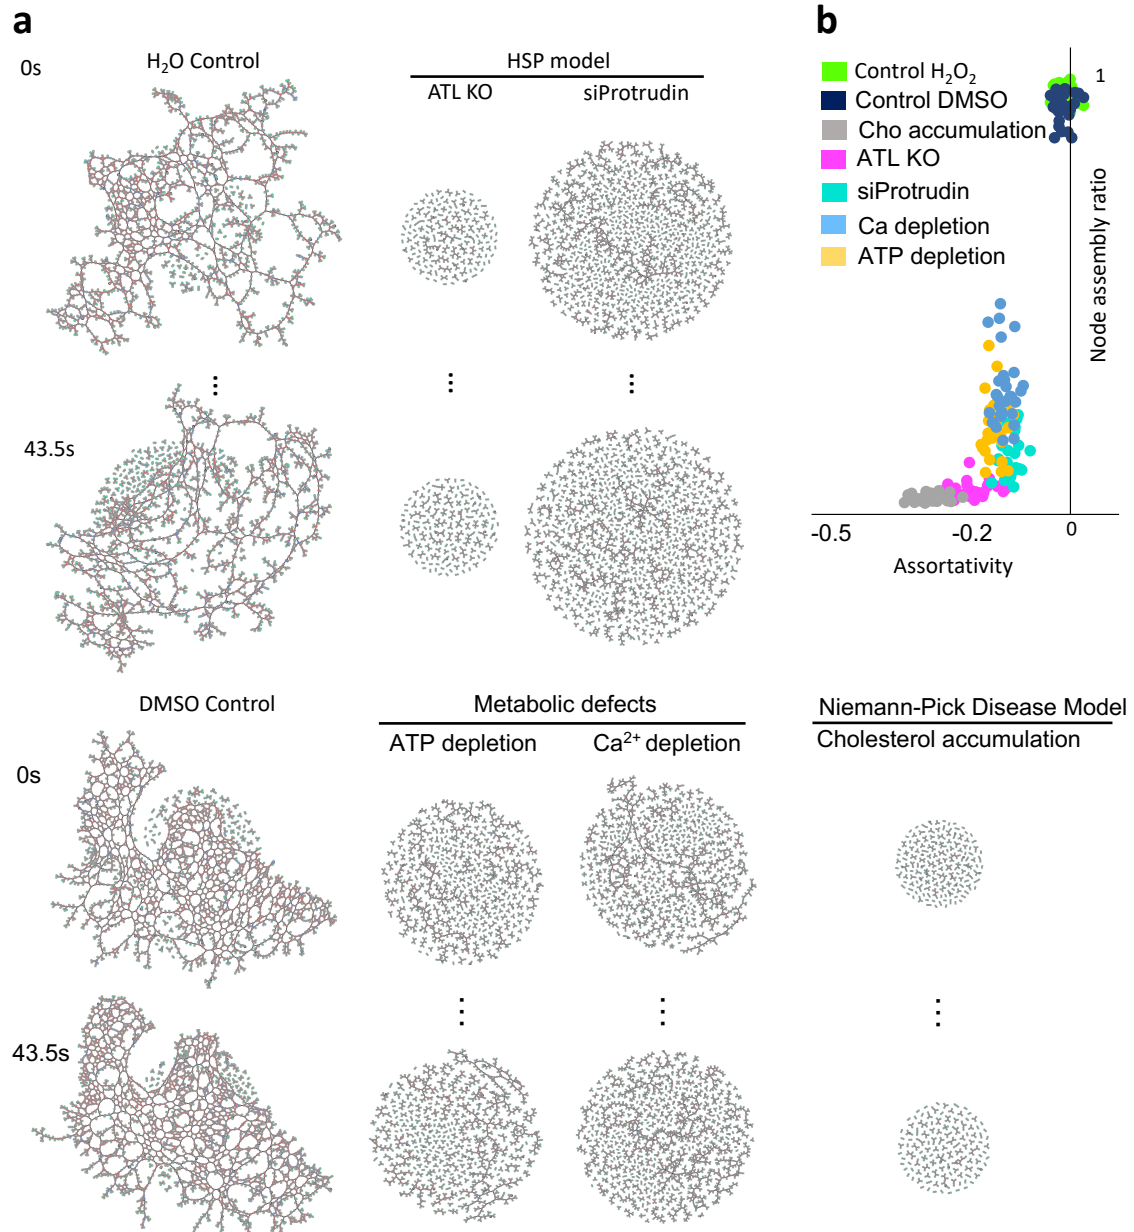 a
0s
H₂O Control
HSP model
ATL KO
siProtrudin
⋮
⋮
⋮
43.5s
b
Control H₂O₂
Control DMSO
Cho accumulation
ATL KO
siProtrudin
Ca depletion
ATP depletion
1
Node assembly ratio
-0.5
-0.2
0
Assortativity
DMSO Control
Metabolic defects
Niemann-Pick Disease Model
ATP depletion
Ca²⁺ depletion
Cholesterol accumulation
0s
⋮
⋮
⋮
43.5s